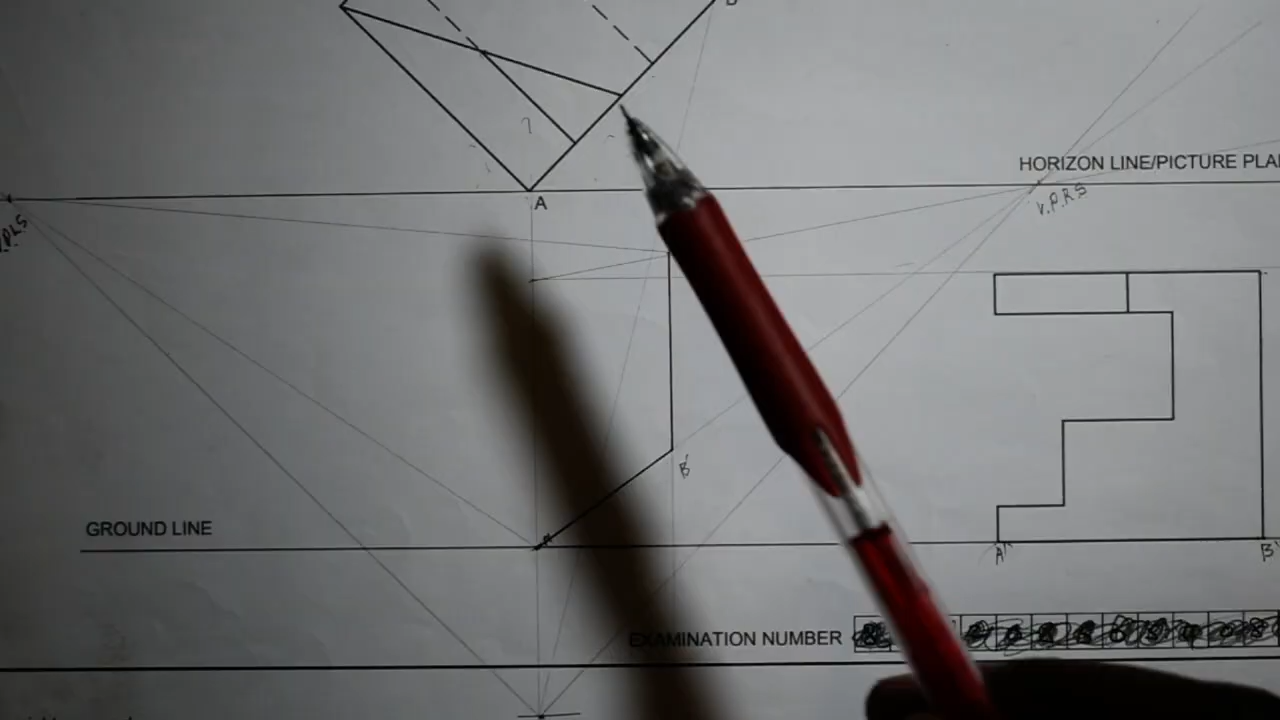 HORIZON LINE/PICTURE PLA
V.P.R.S
A
B'
GROUND LINE
A"
B"
EXAMINATION NUMBER